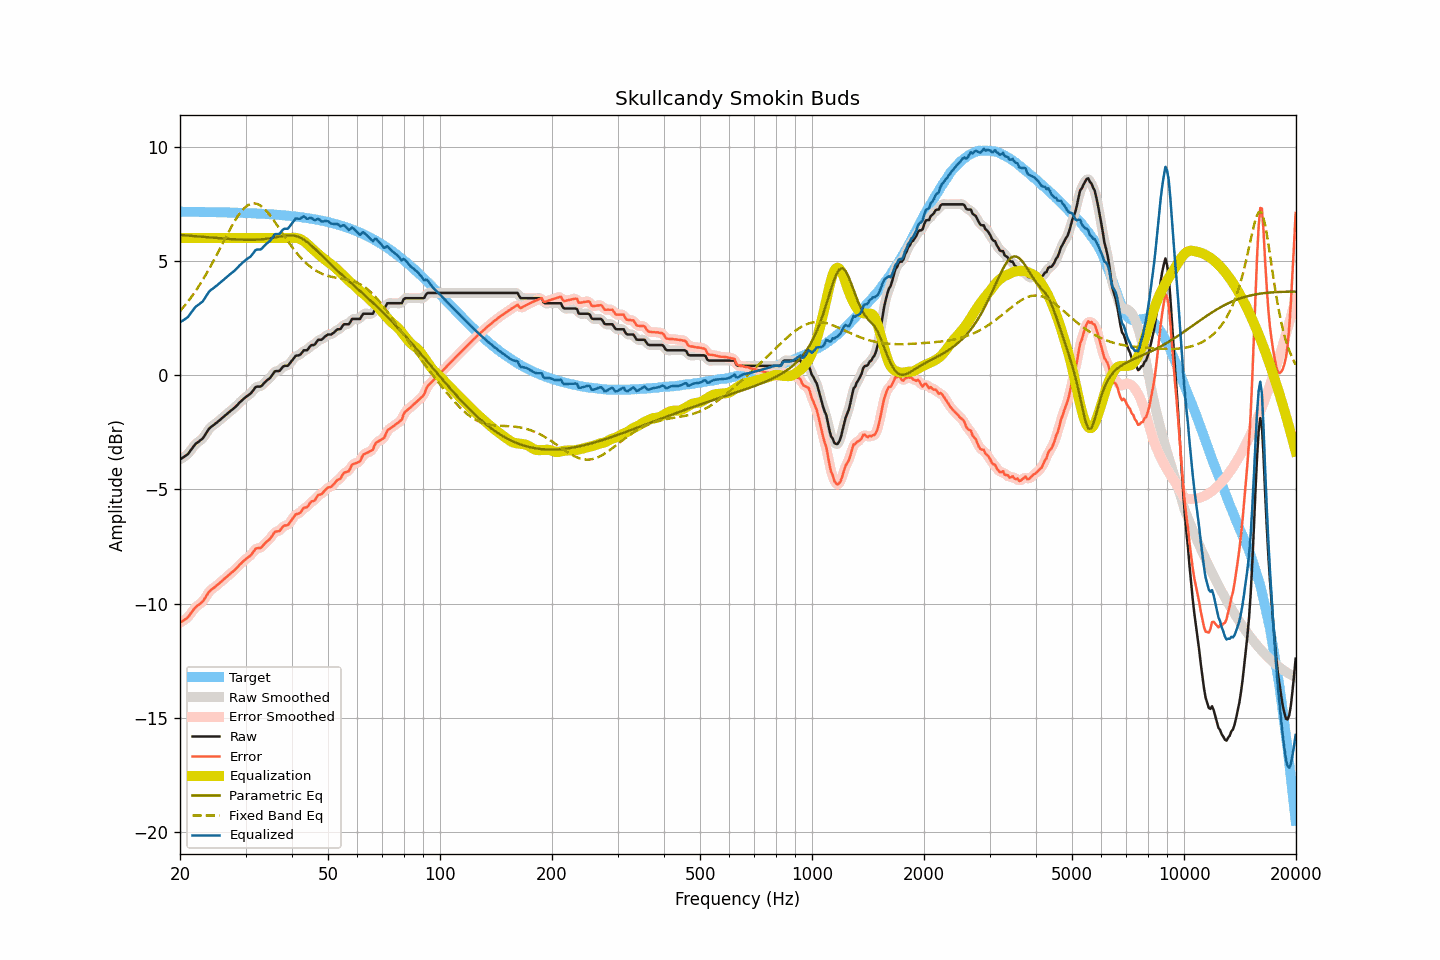 Skullcandy Smokin Buds
Amplitude (dBr)
10
5
0
−5
−10
−15
−20
Target
Raw Smoothed
Error Smoothed
Raw
Error
Equalization
Parametric Eq
Fixed Band Eq
Equalized
20 50 100 200 500 1000 2000 5000 10000 20000
Frequency (Hz)